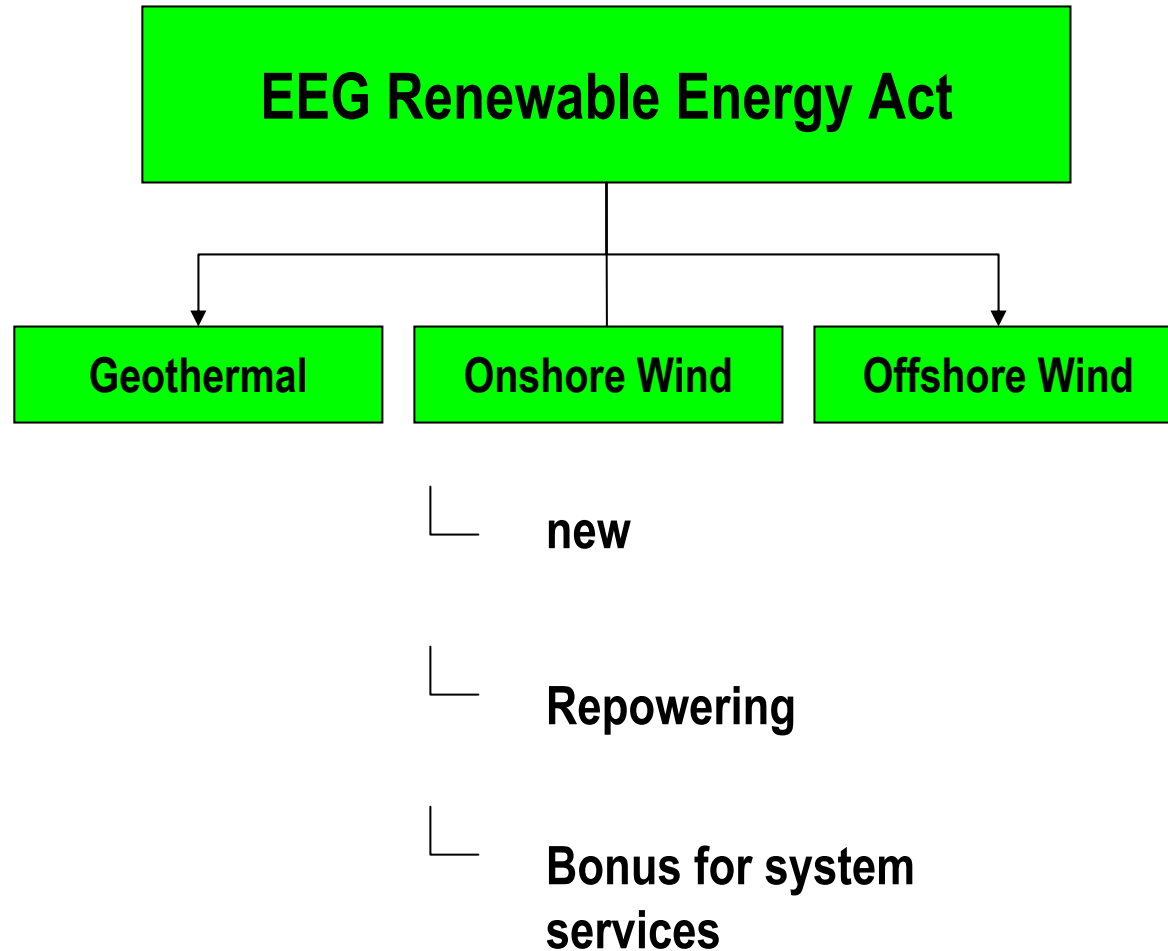 EEG Renewable Energy Act
Geothermal
Onshore Wind
Offshore Wind
new
Repowering
Bonus for system
services